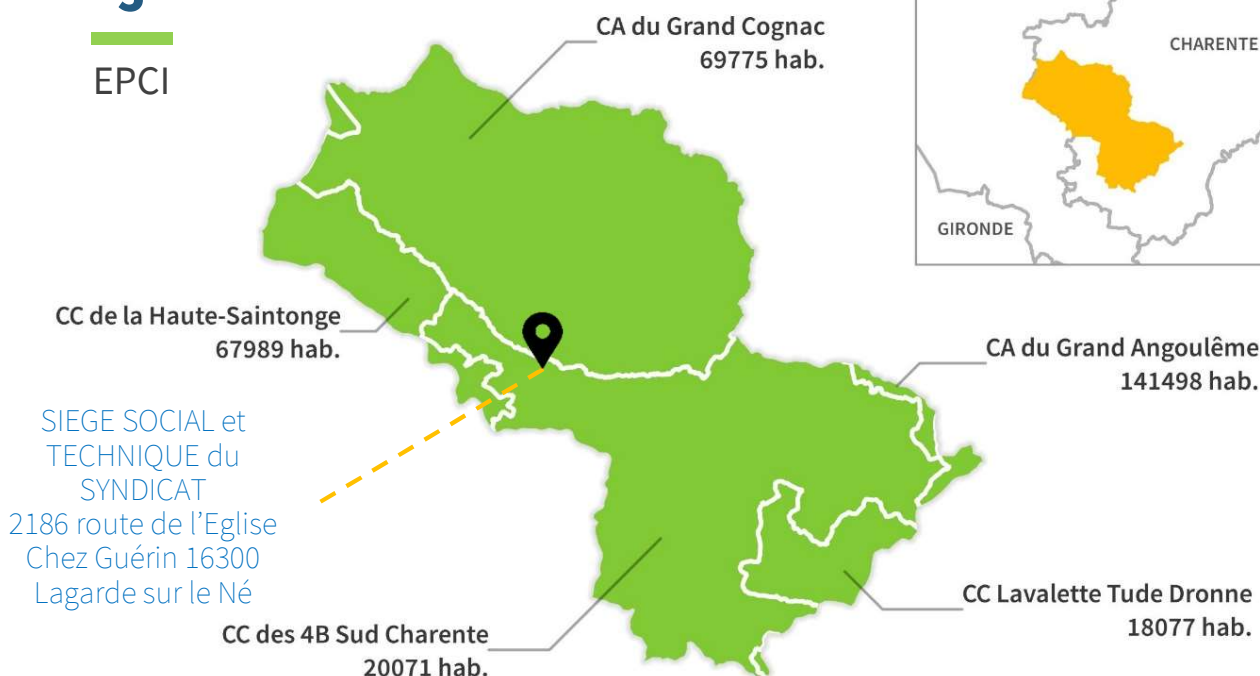 EPCI
CA du Grand Cognac
69775 hab.
CHARENTE
GIRONDE
CC de la Haute-Saintonge
67989 hab.
CA du Grand Angoulême
141498 hab.
SIEGE SOCIAL et
TECHNIQUE du
SYNDICAT
2186 route de l’Eglise
Chez Guérin 16300
Lagarde sur le Né
CC Lavalette Tude Dronne
18077 hab.
CC des 4B Sud Charente
20071 hab.